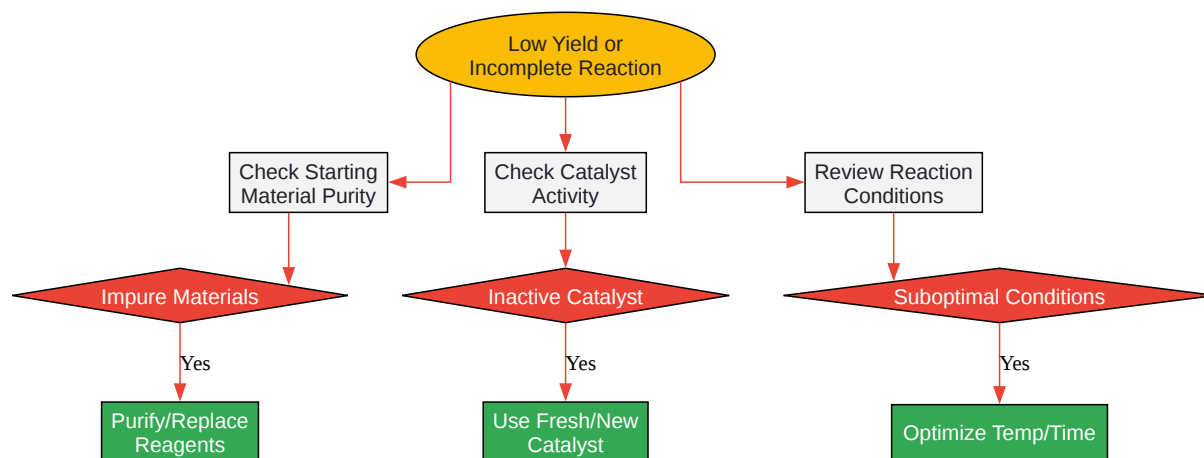 Low Yield or
Incomplete Reaction
Check Starting
Material Purity
Check Catalyst
Activity
Review Reaction
Conditions
Impure Materials
Inactive Catalyst
Suboptimal Conditions
Yes
Yes
Yes
Purify/Replace
Reagents
Use Fresh/New
Catalyst
Optimize Temp/Time